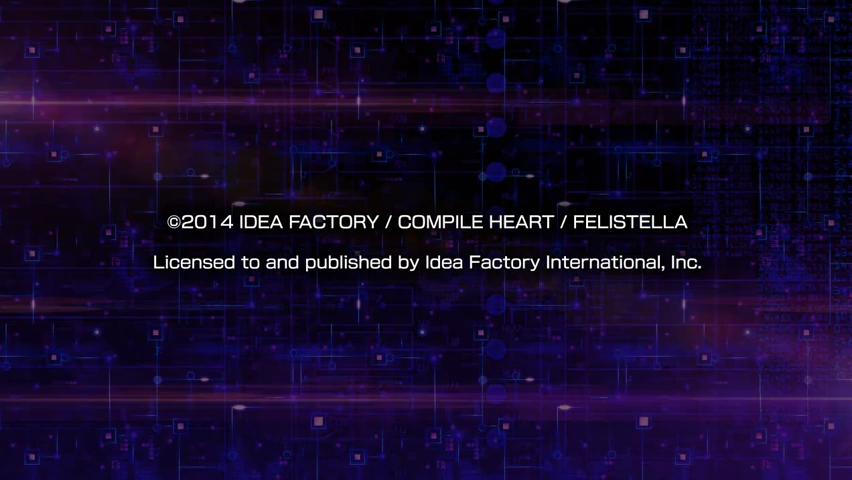 ©2014 IDEA FACTORY / COMPILE HEART / FELISTELLA
Licensed to and published by Idea Factory International, Inc.